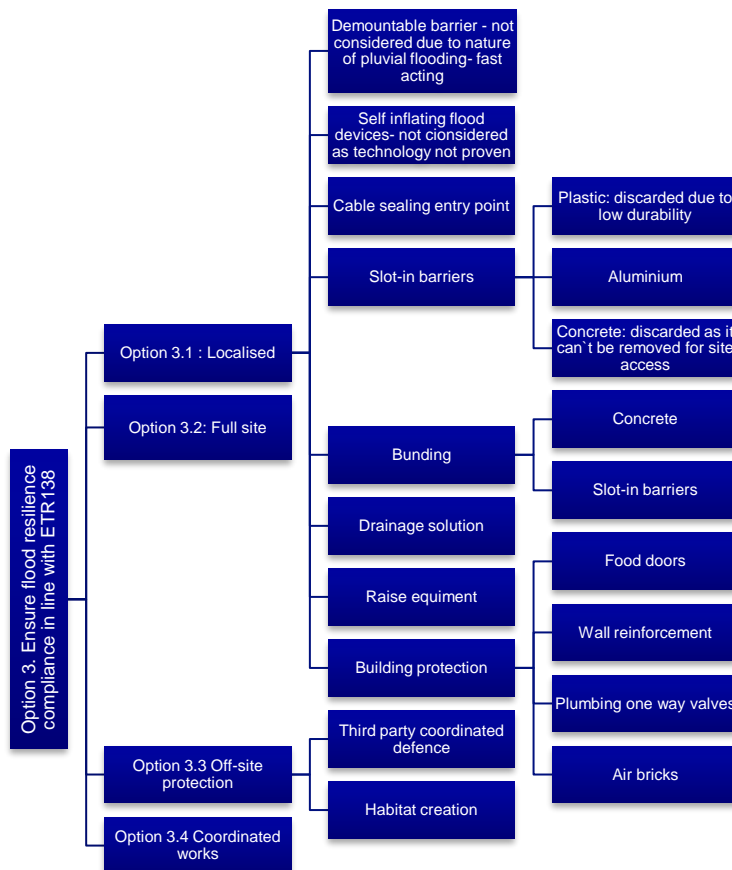 Option 3. Ensure flood resilience
compliance in line with ETR138
Option 3.1 : Localised
Demountable barrier - not
considered due to nature
of pluvial flooding- fast
acting
Self inflating flood
devices- not cionsidered
as technology not proven
Cable sealing entry point
Slot-in barriers
Plastic: discarded due to
low durability
Aluminium
Concrete: discarded as it
can`t be removed for site
access
Bunding
Concrete
Slot-in barriers
Drainage solution
Raise equiment
Building protection
Food doors
Wall reinforcement
Plumbing one way valves
Air bricks
Option 3.2: Full site
Option 3.3 Off-site
protection
Third party coordinated
defence
Habitat creation
Option 3.4 Coordinated
works